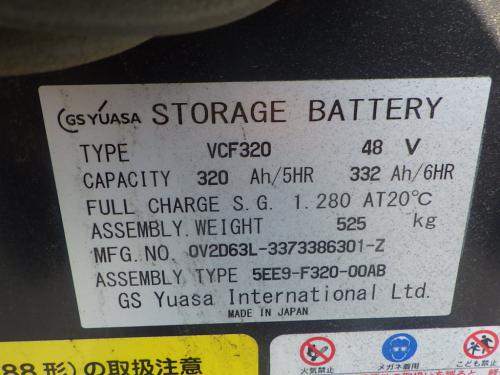 GS YUASA STORAGE BATTERY
TYPE VCF320 48 V
CAPACITY 320 Ah/5HR 332 Ah/6HR
FULL CHARGE S.G. 1.280 AT20℃
ASSEMBLY.WEIGHT 525 kg
MFG.NO. 0V2D63L-3373386301-Z
ASSEMBLY TYPE 5EE9-F320-00AB
GS Yuasa International Ltd.
MADE IN JAPAN
88形)の取扱注意
火気禁止 メガネ着用 こども禁止